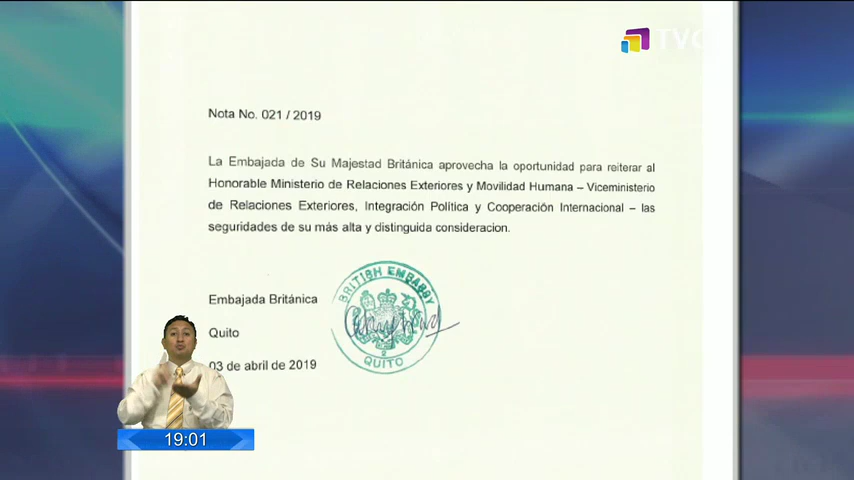 TVC
Nota No. 021 / 2019
La Embajada de Su Majestad Británica aprovecha la oportunidad para reiterar al
Honorable Ministerio de Relaciones Exteriores y Movilidad Humana – Viceministerio
de Relaciones Exteriores, Integración Política y Cooperación Internacional – las
seguridades de su más alta y distinguida consideracion.
Embajada Británica
BRITISH EMBASSY
Quito
QUITO
03 de abril de 2019
19:01